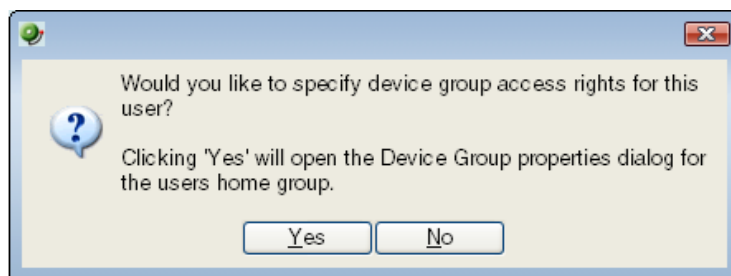 Would you like to specify device group access rights for this
user?
Clicking 'Yes' will open the Device Group properties dialog for
the users home group.
Yes
No